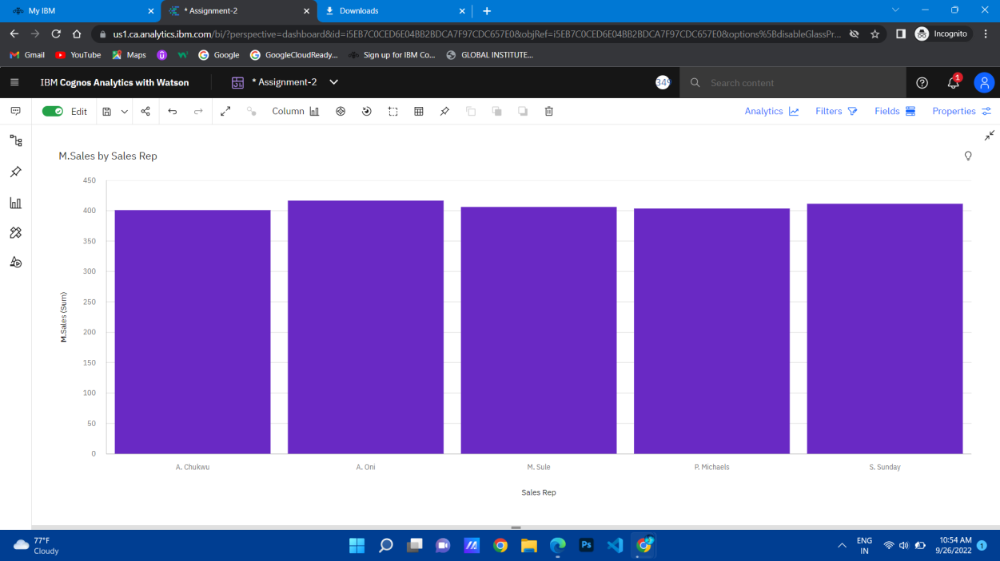 My IBM
* Assignment-2
Downloads
us1.ca.analytics.ibm.com/bi/?perspective=dashboard&id=i5EB7C0CED6E04BB2BDCA7F97CDC657E0&objRef=i5EB7C0CED6E04BB2BDCA7F97CDC657E0&options%5BdisableGlassPr...
Incognito
Gmail
YouTube
Maps
Google
GoogleCloudReady...
Sign up for IBM Co...
GLOBAL INSTITUTE...
IBM Cognos Analytics with Watson
* Assignment-2
349
Search content
1
Edit
Column
Analytics
Filters
Fields
Properties
M.Sales by Sales Rep
450
400
350
300
250
200
150
100
50
0
M.Sales (Sum)
A. Chukwu
A. Oni
M. Sule
P. Michaels
S. Sunday
Sales Rep
77°F
Cloudy
Ps
ENG
IN
10:54 AM
9/26/2022
1